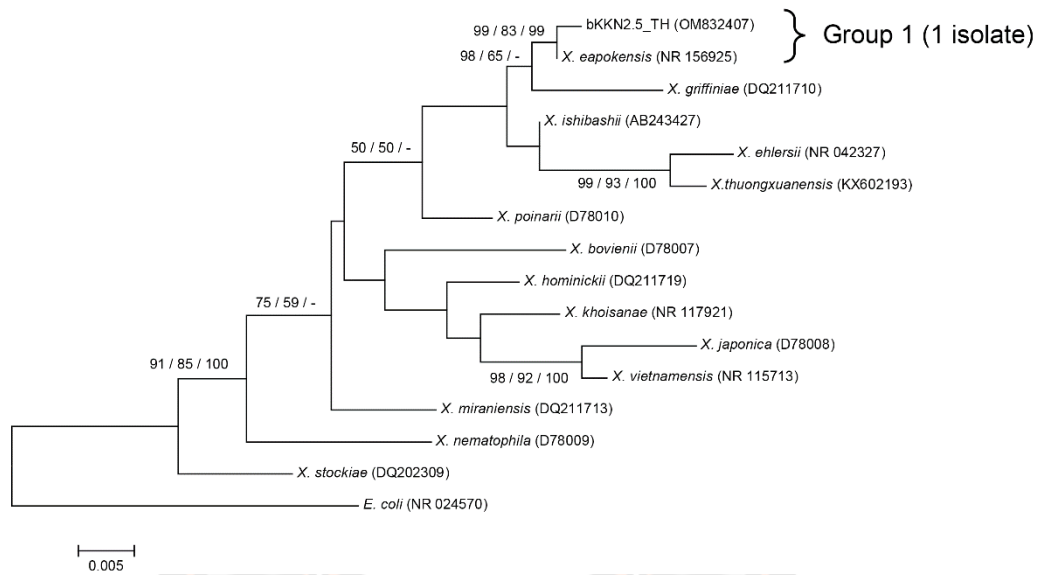 99 / 83 / 99
bKKN2.5_TH (OM832407)
Group 1 (1 isolate)
98 / 65 / -
X. eapokensis (NR 156925)
X. griffiniae (DQ211710)
X. ishibashii (AB243427)
50 / 50 / -
X. ehlersii (NR 042327)
99 / 93 / 100
X.thuongxuanensis (KX602193)
X. poinarii (D78010)
X. bovienii (D78007)
X. hominickii (DQ211719)
75 / 59 / -
X. khoisanae (NR 117921)
X. japonica (D78008)
91 / 85 / 100
98 / 92 / 100
X. vietnamensis (NR 115713)
X. miraniensis (DQ211713)
X. nematophila (D78009)
X. stockiae (DQ202309)
E. coli (NR 024570)
0.005